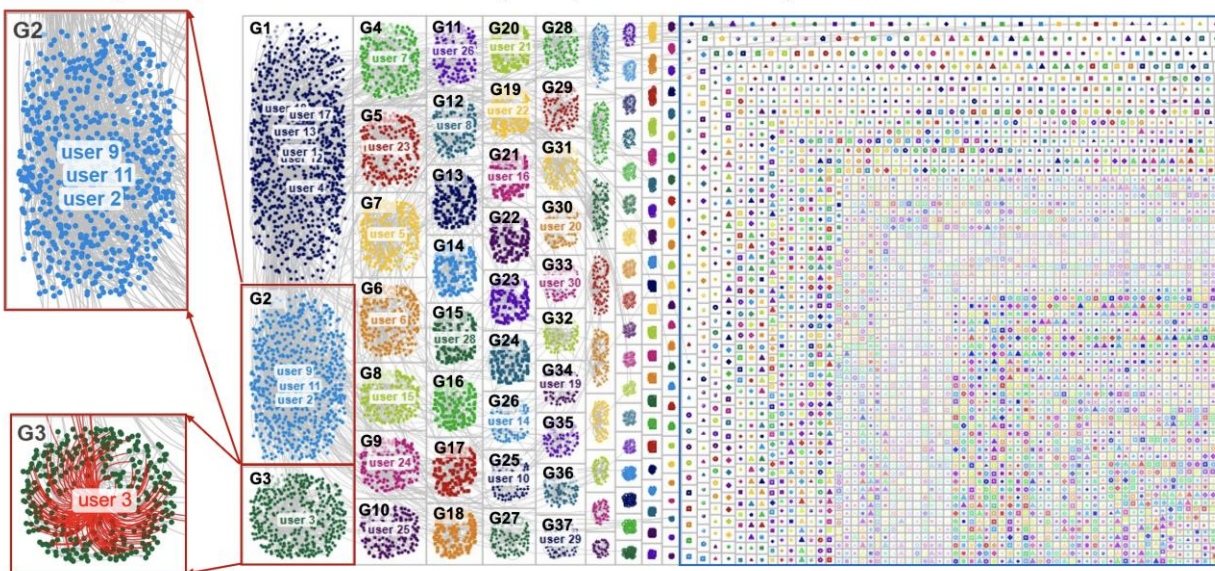 G2
user 9
user 11
user 2
G3
user 3
G1
user 17
user 13
user 4
G2
user 9
user 11
user 2
G3
user 3
G4
user 7
G5
user 23
G7
user 5
G6
user 6
G8
user 15
G9
user 24
G10
user 25
G11
user 26
G12
user 8
G13
G14
G15
user 28
G16
G17
G18
G20
user 21
G19
user 22
G21
user 16
G22
G23
G24
G26
user 14
G25
user 10
G27
G28
G29
G31
G30
user 20
G33
user 30
G32
G34
user 19
G35
G36
G37
user 29